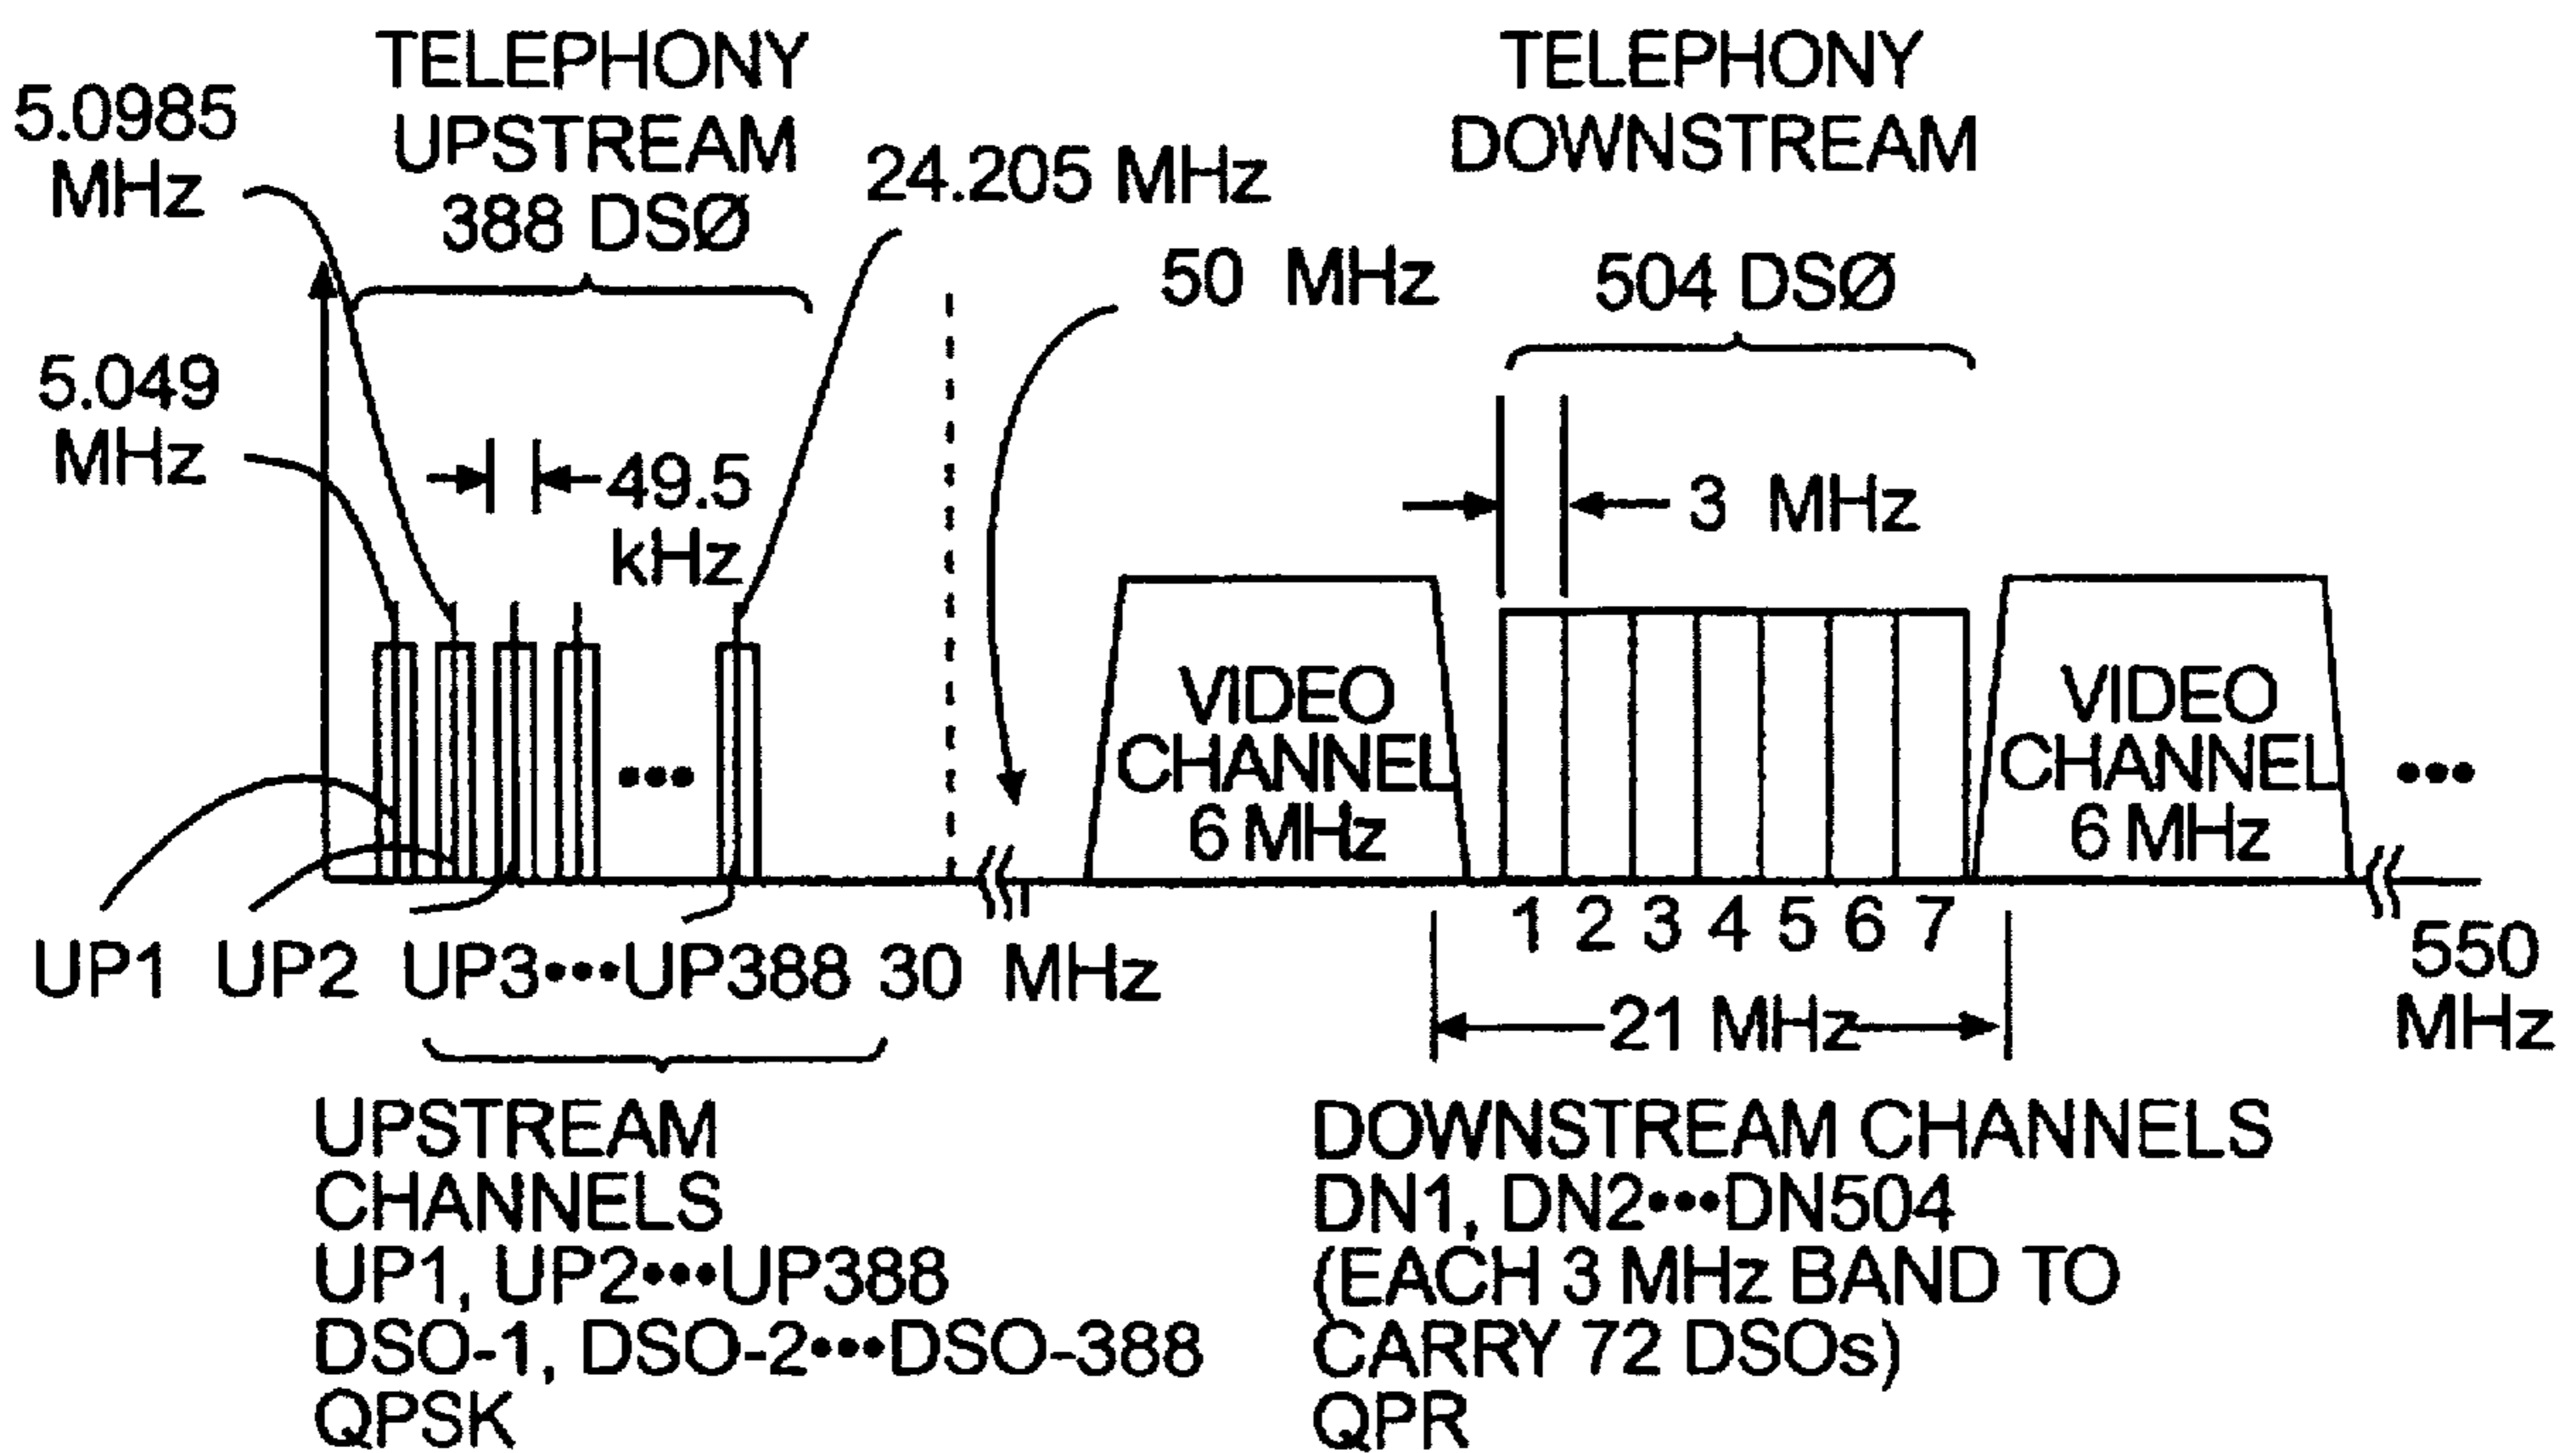 TELEPHONY
UPSTREAM
388 DSØ
5.0985
MHz
24.205 MHz
5.049
MHz
49.5
kHz
50 MHz
TELEPHONY
DOWNSTREAM
504 DSØ
3 MHz
VIDEO
CHANNEL
6 MHz
VIDEO
CHANNEL
6 MHz
•••
•••
1 2 3 4 5 6 7
UP1 UP2 UP3•••UP388 30 MHz
21 MHz
550
MHz
UPSTREAM
CHANNELS
UP1, UP2•••UP388
DSO-1, DSO-2•••DSO-388
QPSK
DOWNSTREAM CHANNELS
DN1, DN2•••DN504
(EACH 3 MHz BAND TO
CARRY 72 DSOs)
QPR